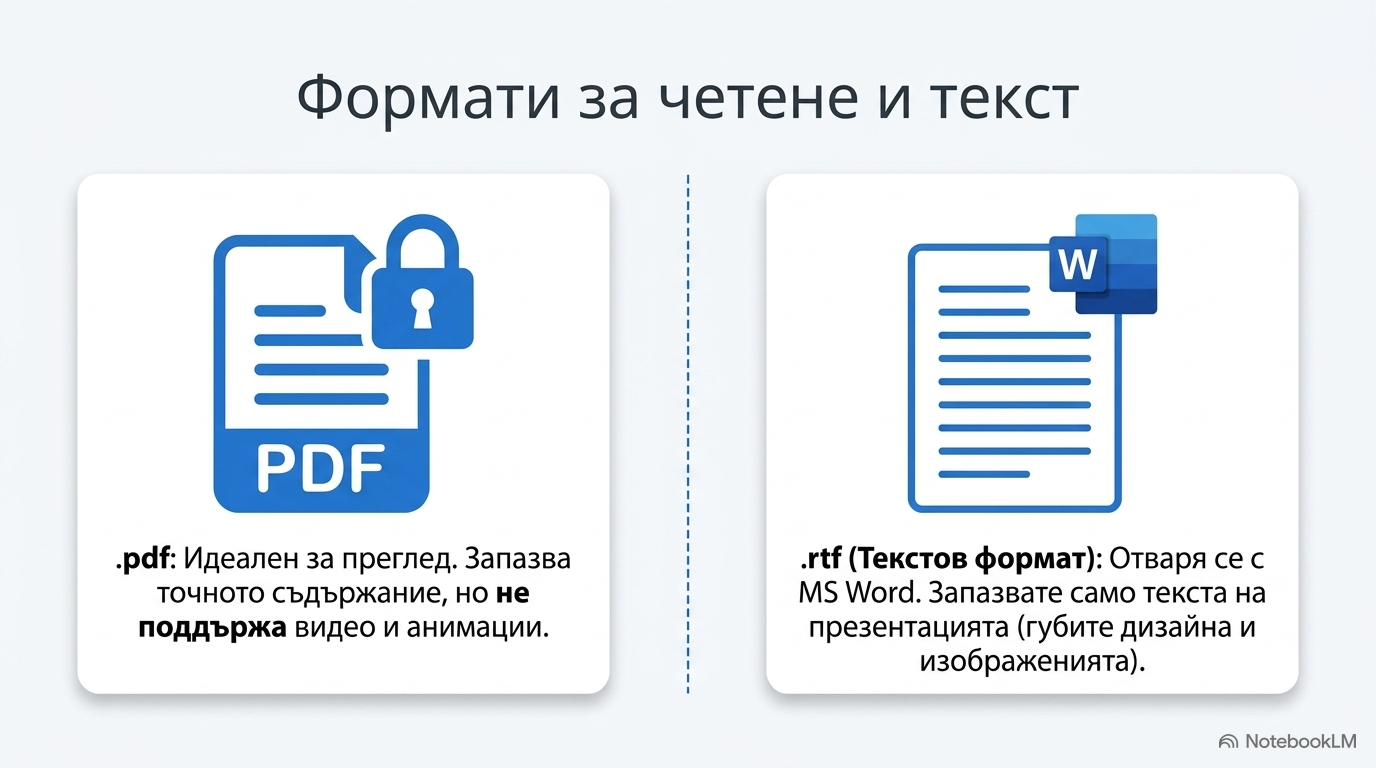 Формати за четене и текст
PDF
.pdf: Идеален за преглед. Запазва
точното съдържание, но не
поддържа видео и анимации.
W
.rtf (Текстов формат): Отваря се с
MS Word. Запазвате само текста на
презентацията (губите дизайна и
изображенията).
NotebookLM